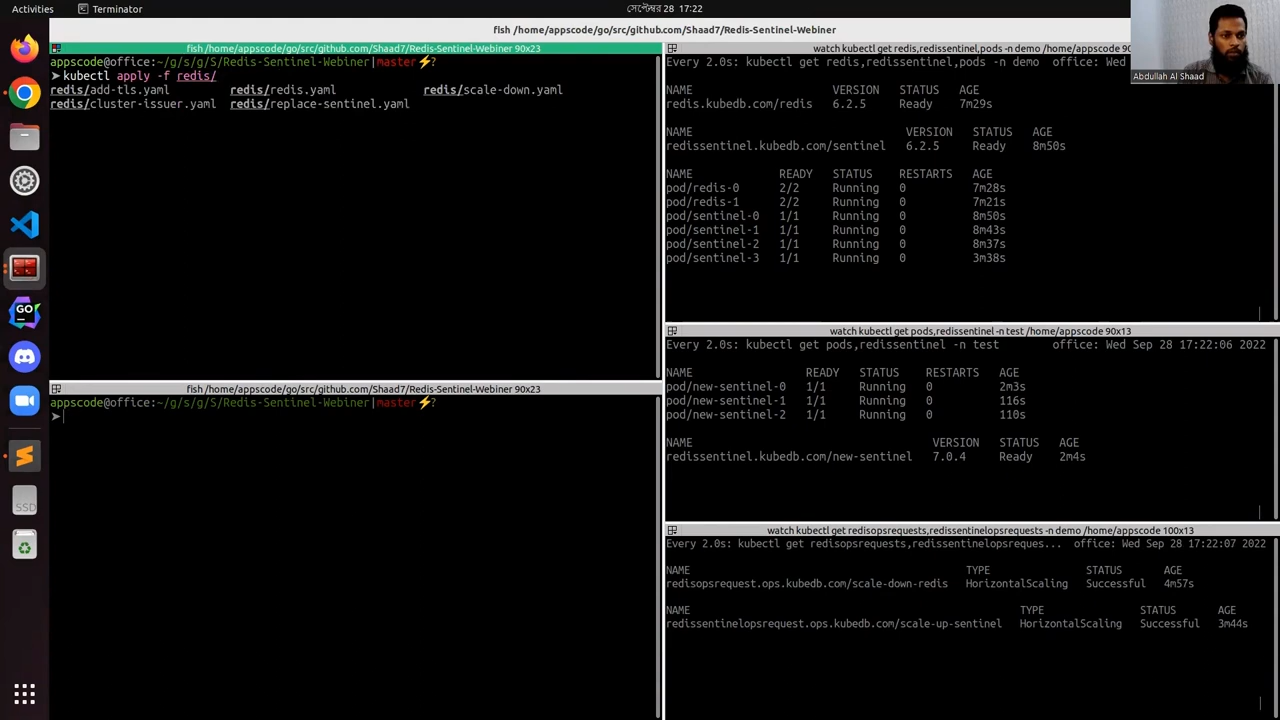 Activities
Terminator
সেপ্টেম্বর 28 17:22
fish /home/appscode/go/src/github.com/Shaad7/Redis-Sentinel-Webiner
fish /home/appscode/go/src/github.com/Shaad7/Redis-Sentinel-Webiner 90x23
appscode@office:~/g/s/g/S/Redis-Sentinel-Webiner|master⚡?
➤kubectl apply -f redis/
redis/add-tls.yaml redis/redis.yaml redis/scale-down.yaml
redis/cluster-issuer.yaml redis/replace-sentinel.yaml
fish /home/appscode/go/src/github.com/Shaad7/Redis-Sentinel-Webiner 90x23
appscode@office:~/g/s/g/S/Redis-Sentinel-Webiner|master⚡?
➤
watch kubectl get redis,redissentinel,pods -n demo /home/appscode 90
Every 2.0s: kubectl get redis,redissentinel,pods -n demo office: Wed
NAME VERSION STATUS AGE
redis.kubedb.com/redis 6.2.5 Ready 7m29s
NAME VERSION STATUS AGE
redissentinel.kubedb.com/sentinel 6.2.5 Ready 8m50s
NAME READY STATUS RESTARTS AGE
pod/redis-0 2/2 Running 0 7m28s
pod/redis-1 2/2 Running 0 7m21s
pod/sentinel-0 1/1 Running 0 8m50s
pod/sentinel-1 1/1 Running 0 8m43s
pod/sentinel-2 1/1 Running 0 8m37s
pod/sentinel-3 1/1 Running 0 3m38s
watch kubectl get pods,redissentinel -n test /home/appscode 90x13
Every 2.0s: kubectl get pods,redissentinel -n test office: Wed Sep 28 17:22:06 2022
NAME READY STATUS RESTARTS AGE
pod/new-sentinel-0 1/1 Running 0 2m3s
pod/new-sentinel-1 1/1 Running 0 116s
pod/new-sentinel-2 1/1 Running 0 110s
NAME VERSION STATUS AGE
redissentinel.kubedb.com/new-sentinel 7.0.4 Ready 2m4s
watch kubectl get redisopsrequests,redissentinelopsrequests -n demo /home/appscode 100x13
Every 2.0s: kubectl get redisopsrequests,redissentinelopsreques... office: Wed Sep 28 17:22:07 2022
NAME TYPE STATUS AGE
redisopsrequest.ops.kubedb.com/scale-down-redis HorizontalScaling Successful 4m57s
NAME TYPE STATUS AGE
redissentinelopsrequest.ops.kubedb.com/scale-up-sentinel HorizontalScaling Successful 3m44s
Abdullah Al Shaad
GO
SSD